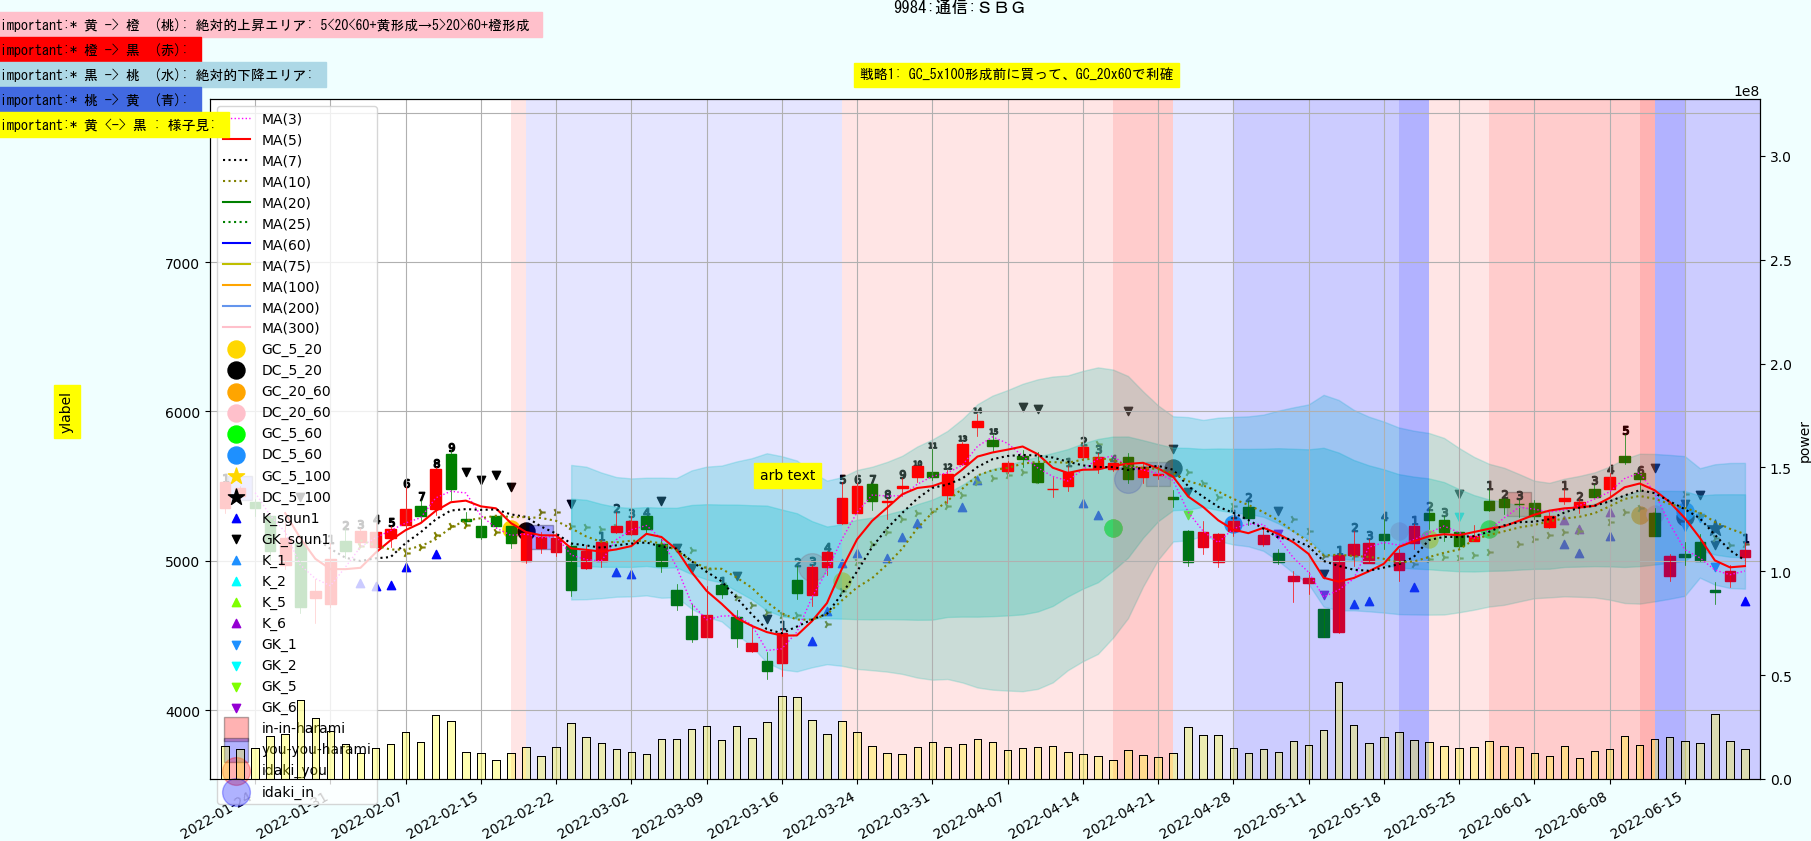 9984:通信:ＳＢＧ
important:* 黄 -> 橙 (桃): 絶対的上昇エリア: 5<20<60+黄形成→5>20>60+橙形成
important:* 橙 -> 黒 (赤):
important:* 黒 -> 桃 (水): 絶対的下降エリア:
戦略1: GC_5x100形成前に買って、GC_20x60で利確
important:* 桃 -> 黄 (青):
important:* 黄 <-> 黒 : 様子見:
1e8
MA(3)
MA(5)
MA(7)
MA(10)
MA(20)
MA(25)
MA(60)
MA(75)
MA(100)
MA(200)
MA(300)
GC_5_20
DC_5_20
GC_20_60
DC_20_60
GC_5_60
DC_5_60
GC_5_100
DC_5_100
K_sgun1
GK_sgun1
K_1
K_2
K_5
K_6
GK_1
GK_2
GK_5
GK_6
in-in-harami
you-you-harami
idaki_you
idaki_in
7000
6000
5000
4000
ylabel
arb text
3.0
2.5
2.0
1.5
1.0
0.5
0.0
power
2022-01-24
2022-01-31
2022-02-07
2022-02-15
2022-02-22
2022-03-02
2022-03-09
2022-03-16
2022-03-24
2022-03-31
2022-04-07
2022-04-14
2022-04-21
2022-04-28
2022-05-11
2022-05-18
2022-05-25
2022-06-01
2022-06-08
2022-06-15